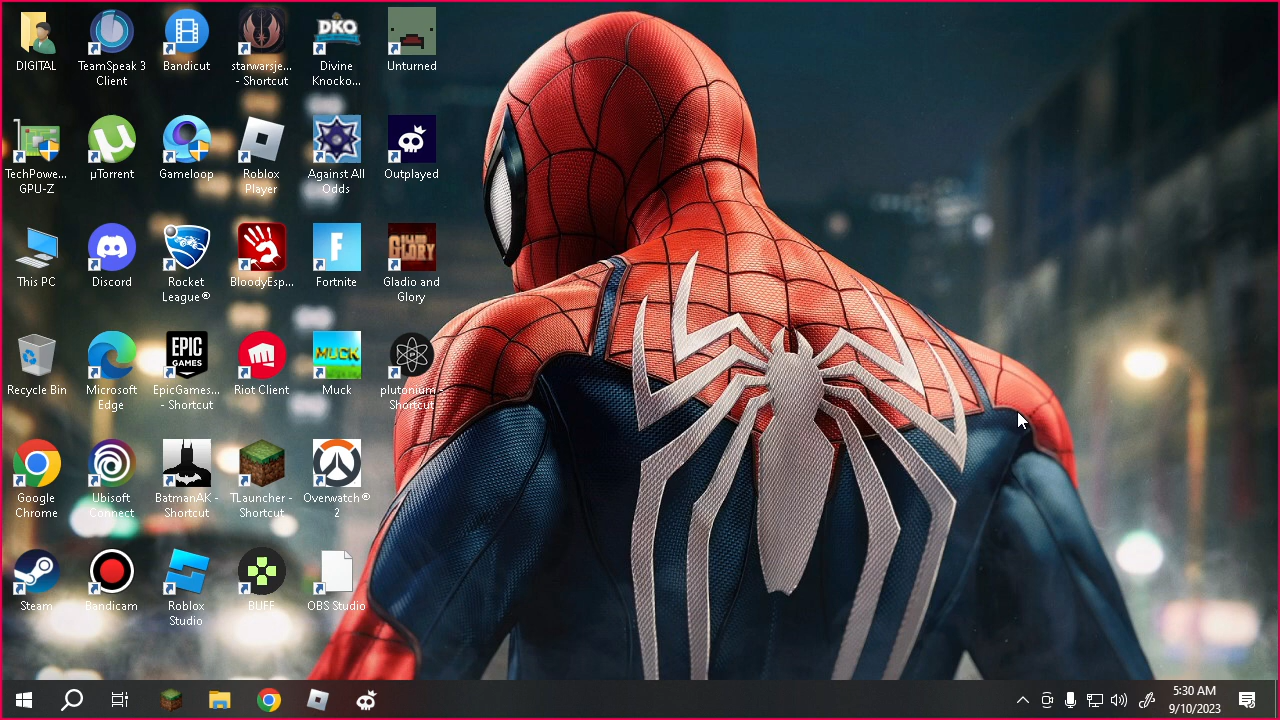 DIGITAL
TeamSpeak 3
Client
Bandicut
starwarsje...
- Shortcut
DKO
Divine
Knocko...
Unturned
TechPowe...
GPU-Z
µTorrent
Gameloop
Roblox
Player
Against All
Odds
Outplayed
This PC
Discord
Rocket
League®
BloodyEsp...
F
Fortnite
GLADIO
GLORY
Gladio and
Glory
Recycle Bin
Microsoft
Edge
EPIC
GAMES
EpicGames...
- Shortcut
Riot Client
MUCK
Muck
plutonium -
Shortcut
Google
Chrome
Ubisoft
Connect
BatmanAK -
Shortcut
TLauncher -
Shortcut
Overwatch®
2
Steam
Bandicam
Roblox
Studio
BUFF
OBS Studio
5:30 AM
9/10/2023